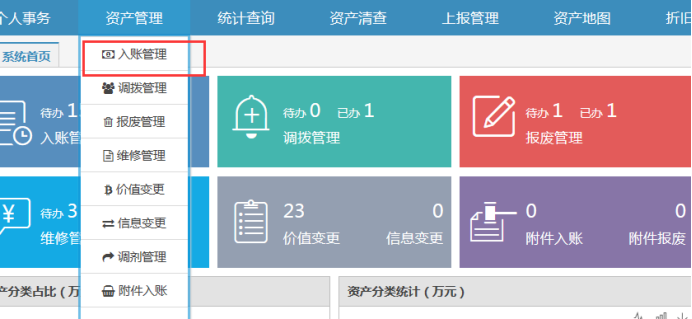 个人事务 资产管理 统计查询 资产清查 上报管理 资产地图 折旧
系统首页
入账管理
调拨管理
报废管理
维修管理
价值变更
信息变更
调剂管理
附件入账
待办 1
入账管
待办 0 已办 1
调拨管理
待办 1 已办 1
报废管理
¥
待办 3
维修管
23 0
价值变更 信息变更
0 0
附件入账 附件报废
产分类占比（万
资产分类统计（万元）